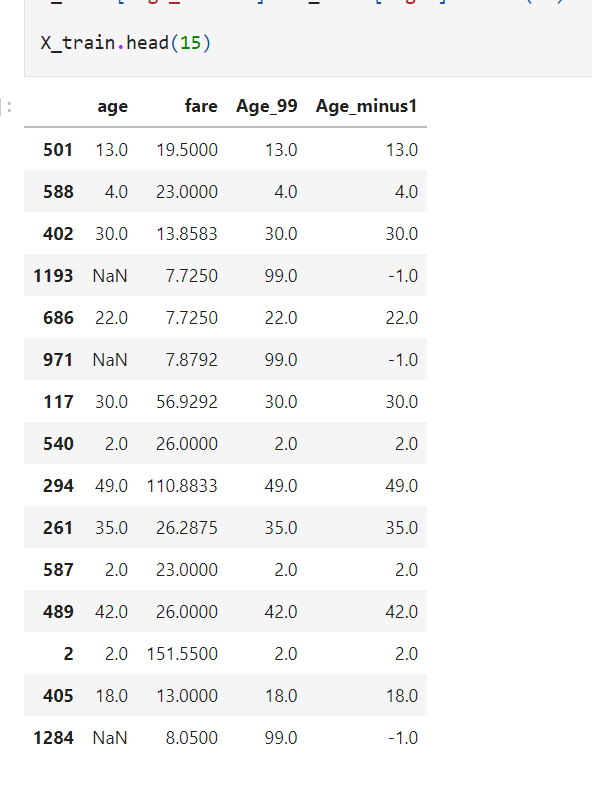 X_train.head(15)
:
age fare Age_99 Age_minus1
501 13.0 19.5000 13.0 13.0
588 4.0 23.0000 4.0 4.0
402 30.0 13.8583 30.0 30.0
1193 NaN 7.7250 99.0 -1.0
686 22.0 7.7250 22.0 22.0
971 NaN 7.8792 99.0 -1.0
117 30.0 56.9292 30.0 30.0
540 2.0 26.0000 2.0 2.0
294 49.0 110.8833 49.0 49.0
261 35.0 26.2875 35.0 35.0
587 2.0 23.0000 2.0 2.0
489 42.0 26.0000 42.0 42.0
2 2.0 151.5500 2.0 2.0
405 18.0 13.0000 18.0 18.0
1284 NaN 8.0500 99.0 -1.0